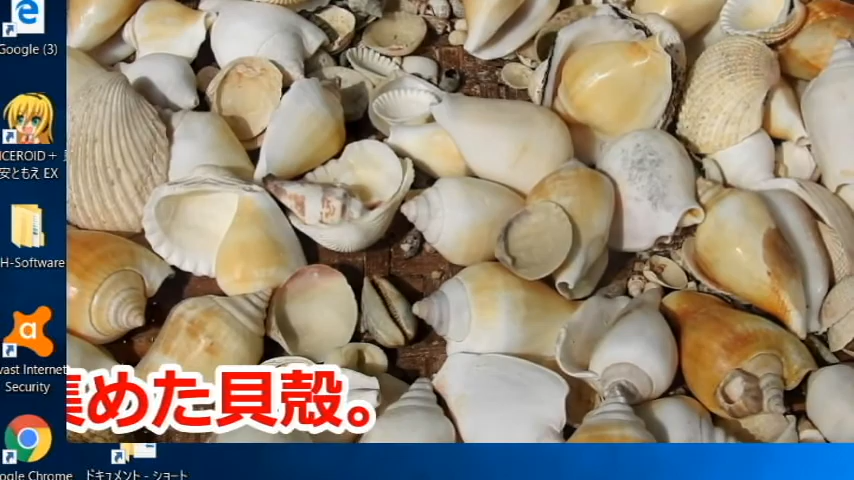 Google (3)
安ともえ EX
H-Software
vast Internet
Security
集めた貝殻。
ogle Chrome
ドキュメント - ショート